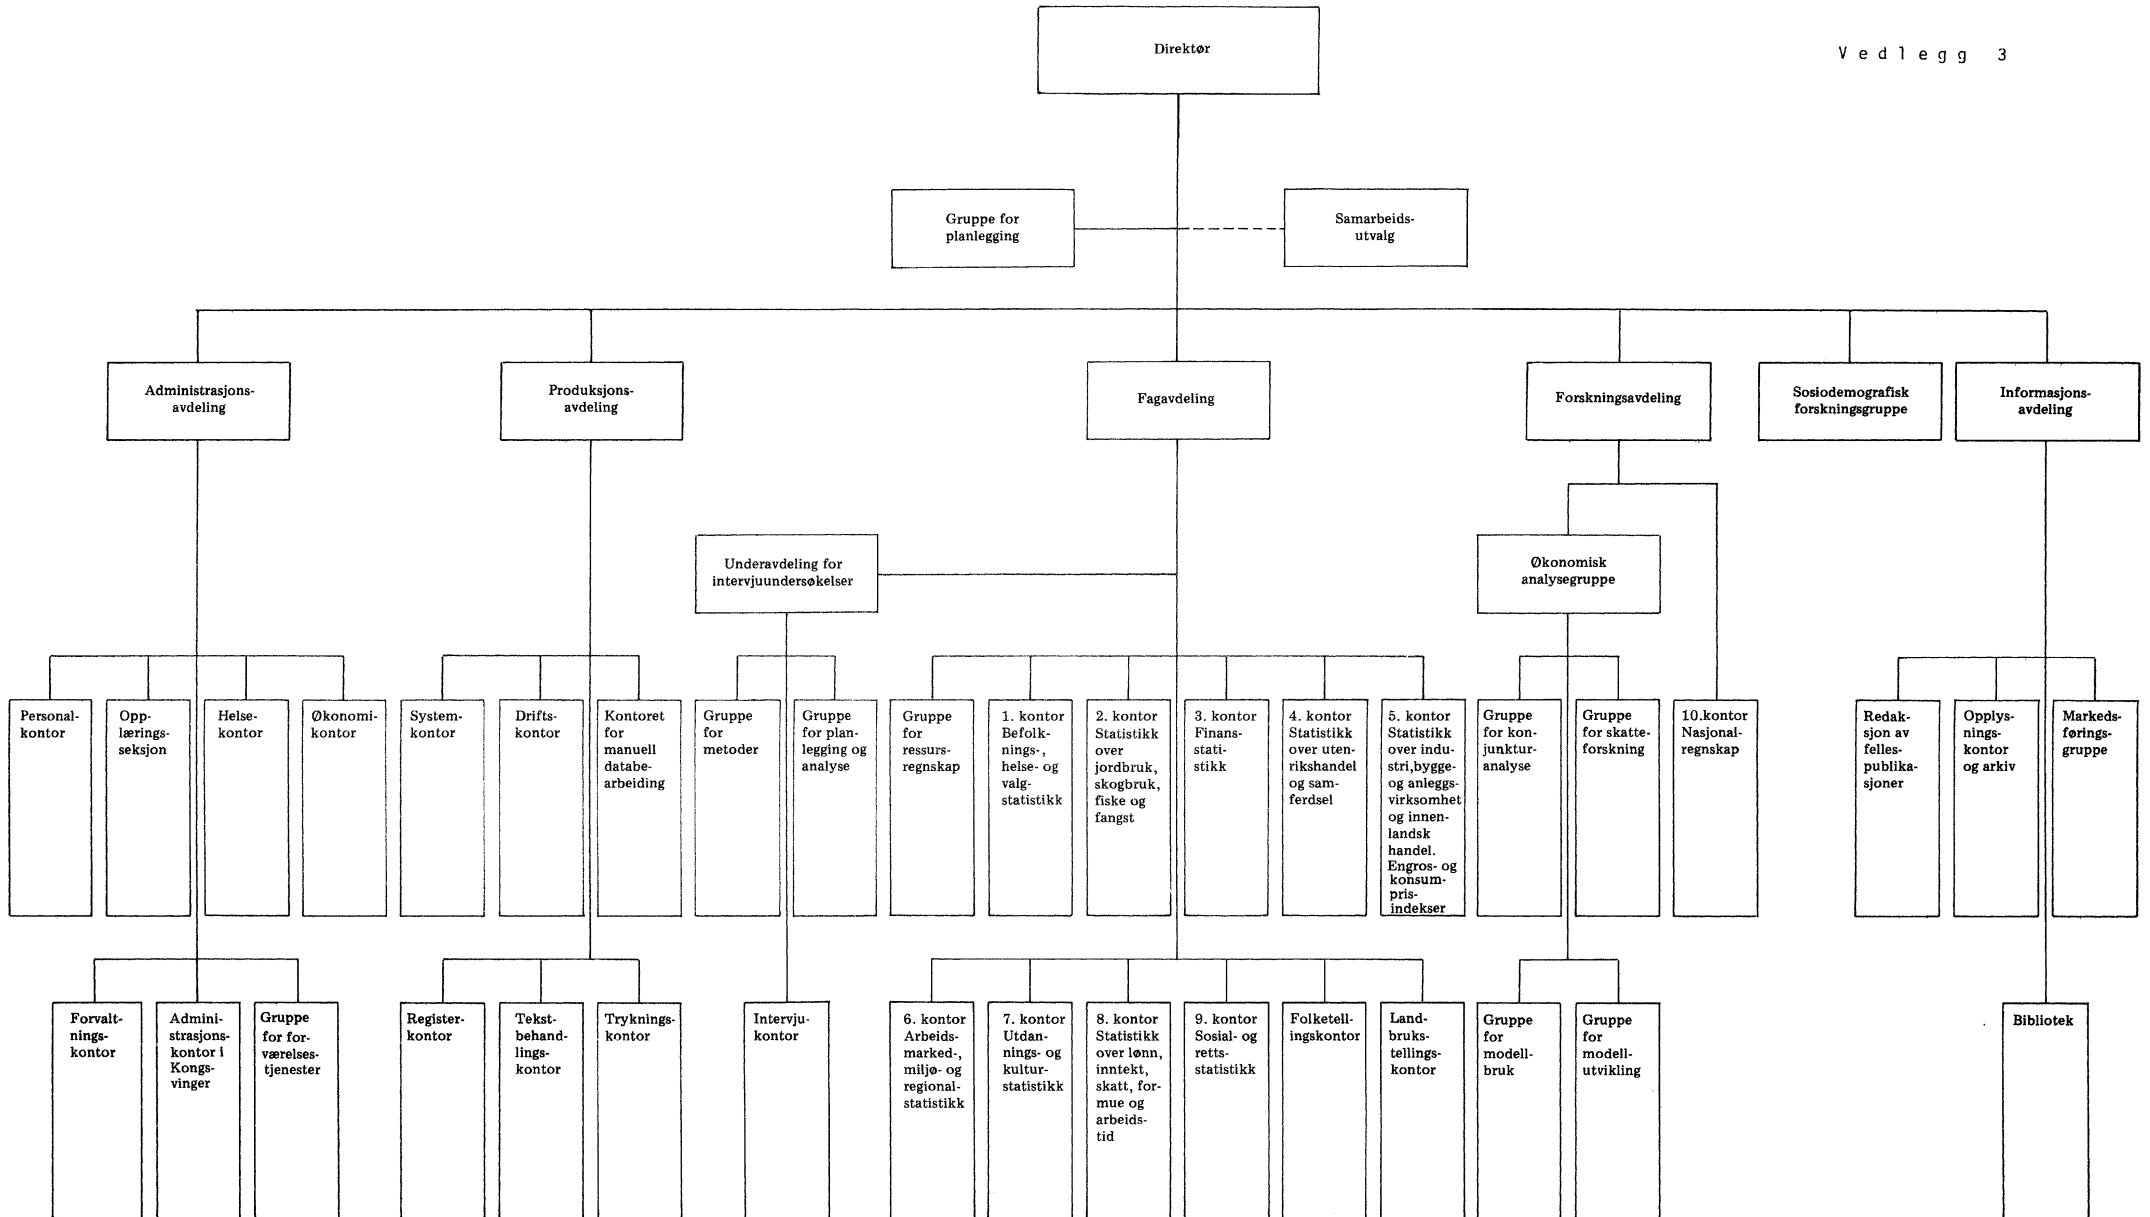 Direktør
Vedlegg 3
Gruppe for
planlegging
Samarbeids-
utvalg
Administrasjons-
avdeling
Produksjons-
avdeling
Fagavdeling
Forskningsavdeling
Sosiodemografisk
forskningsgruppe
Informasjons-
avdeling
Underavdeling for
intervjuundersøkelser
Økonomisk
analysegruppe
Personal-
kontor
Opp-
lærings-
seksjon
Helse-
kontor
Økonomi-
kontor
System-
kontor
Drifts-
kontor
Kontoret
for
manuell
databe-
arbeiding
Gruppe
for
metoder
Gruppe
for plan-
legging og
analyse
Gruppe
for
ressurs-
regnskap
1. kontor
Befolk-
nings-,
helse- og
valg-
statistikk
2. kontor
Statistikk
over
jordbruk,
skogbruk,
fiske og
fangst
3. kontor
Finans-
stati-
stikk
4. kontor
Statistikk
over uten-
rikshandel
og sam-
ferdsel
5. kontor
Statistikk
over indu-
stri,bygge-
og anleggs-
virksomhet
og innen-
landsk
handel.
Engros- og
konsum-
pris-
indekser
Gruppe
for kon-
junktur-
analyse
Gruppe
for skatte-
forskning
10.kontor
Nasjonal-
regnskap
Redak-
sjon av
felles-
publika-
sjoner
Opplys-
nings-
kontor
og arkiv
Markeds-
førings-
gruppe
Forvalt-
nings-
kontor
Admini-
strasjons-
kontor i
Kongs-
vinger
Gruppe
for for-
værelses-
tjenester
Register-
kontor
Tekst-
behand-
lings-
kontor
Tryknings-
kontor
Intervju-
kontor
6. kontor
Arbeids-
marked-,
miljø- og
regional-
statistikk
7. kontor
Utdan-
nings- og
kultur-
statistikk
8. kontor
Statistikk
over lønn,
inntekt,
skatt, for-
mue og
arbeids-
tid
9. kontor
Sosial- og
retts-
statistikk
Folketell-
ingskontor
Land-
bruks-
tellings-
kontor
Gruppe
for
modell-
bruk
Gruppe
for
modell-
utvikling
Bibliotek